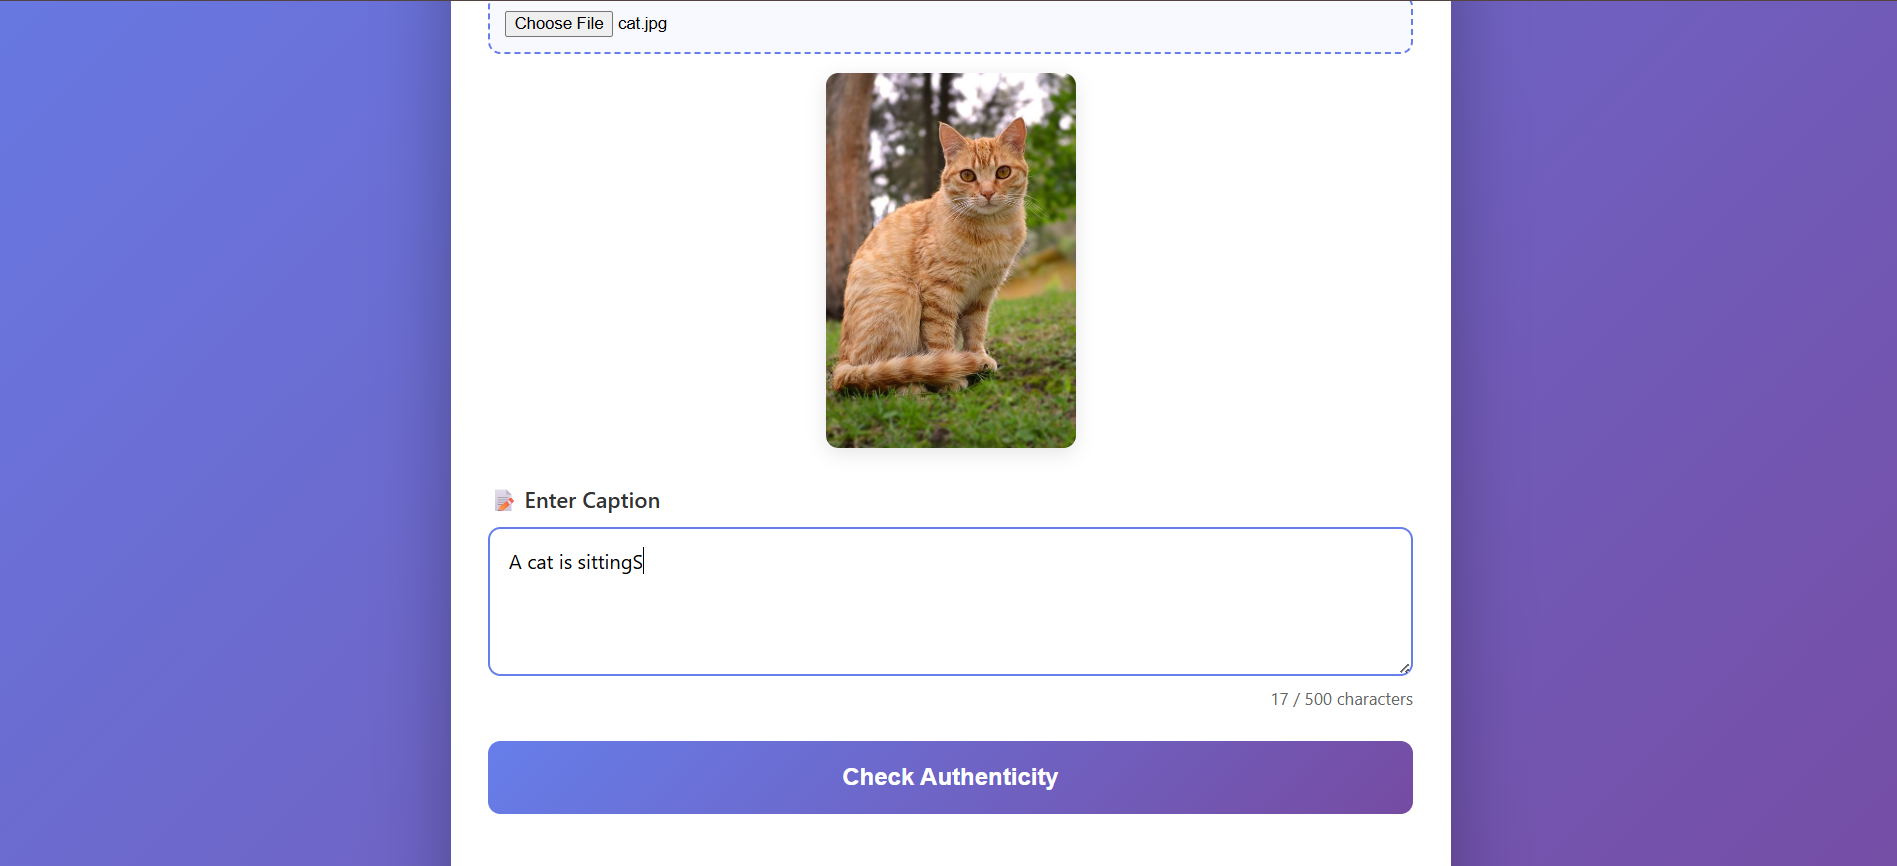 Choose File cat.jpg
Enter Caption
A cat is sittingS
17 / 500 characters
Check Authenticity